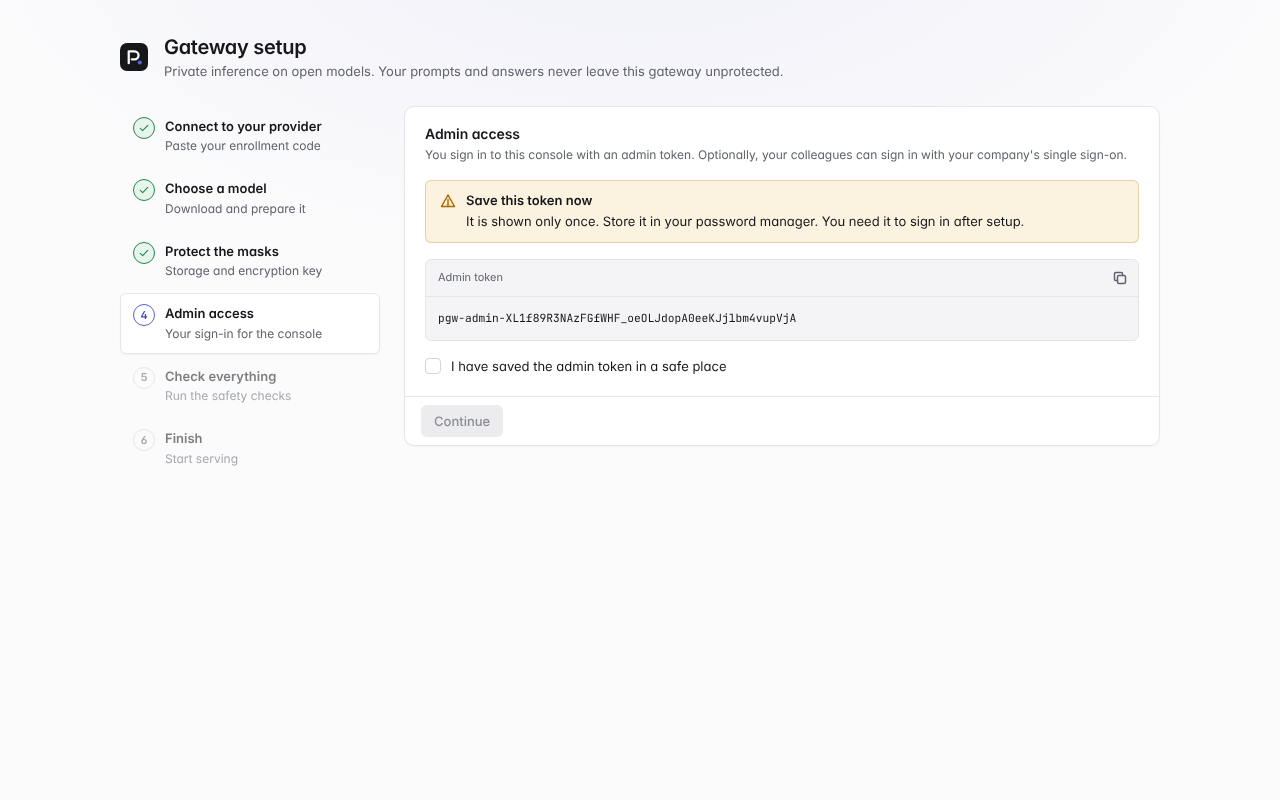 Gateway setup
Private inference on open models. Your prompts and answers never leave this gateway unprotected.
Connect to your provider
Paste your enrollment code
Choose a model
Download and prepare it
Protect the masks
Storage and encryption key
4
Admin access
Your sign-in for the console
5
Check everything
Run the safety checks
6
Finish
Start serving
Admin access
You sign in to this console with an admin token. Optionally, your colleagues can sign in with your company's single sign-on.
Save this token now
It is shown only once. Store it in your password manager. You need it to sign in after setup.
Admin token
pgw-admin-XL1f89R3NAzFGfWHF_oeOLJdopA0eeKJjlbm4vupVjA
I have saved the admin token in a safe place
Continue